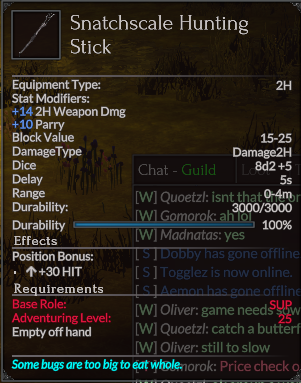 Snatchscale Hunting
Stick
Equipment Type: 2H
Stat Modifiers:
+14 2H Weapon Dmg
+10 Parry
Block Value 15-25
DamageType Damage2H
Dice 8d2 +5
Delay 5s
Range 0-4m
Durability: 3000/3000
Durability 100%
Effects
Position Bonus:
· +30 HIT
Requirements
Base Role: SUP
Adventuring Level: 25
Empty off hand
Some bugs are too big to eat whole.
Chat - Guild
[W] Quetzl: isnt that
[W] Gomorok: ah lol
[W] Madnatas: yes
[S] Dobby has gone offline
[S] Togglez is now online.
[S] Aemon has gone offline
[W] Oliver: game needs
[W] Quetzl: catch a butterf
[W] Oliver: still to slow
Price check